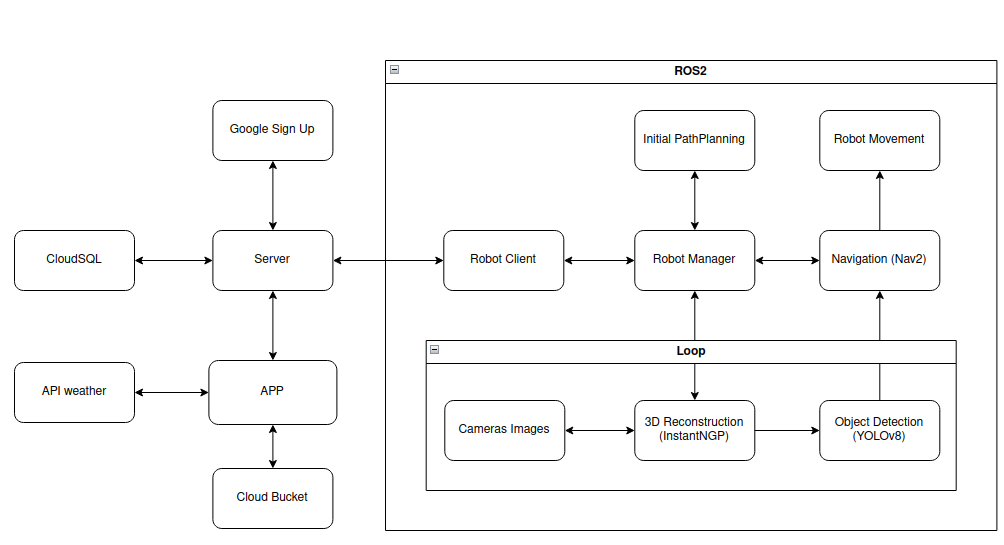 ROS2
Google Sign Up
Initial PathPlanning
Robot Movement
CloudSQL
Server
Robot Client
Robot Manager
Navigation (Nav2)
Loop
API weather
APP
Cameras Images
3D Reconstruction
(InstantNGP)
Object Detection
(YOLOv8)
Cloud Bucket